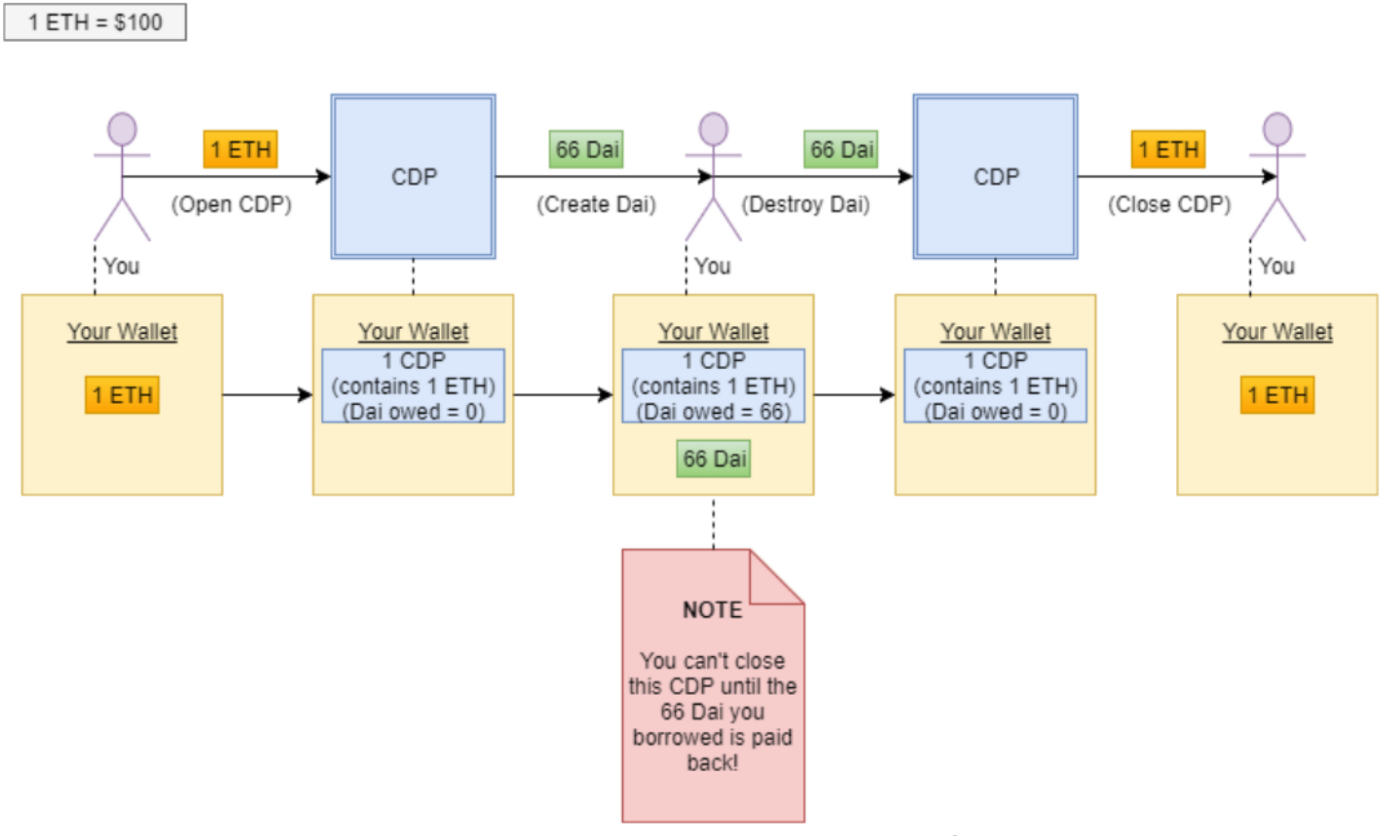 1 ETH = $100
1 ETH
66 Dai
66 Dai
1 ETH
CDP
CDP
(Open CDP)
(Create Dai)
(Destroy Dai)
(Close CDP)
You
You
You
Your Wallet
1 ETH
Your Wallet
1 CDP
(contains 1 ETH)
(Dai owed = 0)
Your Wallet
1 CDP
(contains 1 ETH)
(Dai owed = 66)
66 Dai
Your Wallet
1 CDP
(contains 1 ETH)
(Dai owed = 0)
Your Wallet
1 ETH
NOTE
You can't close
this CDP until the
66 Dai you
borrowed is paid
back!